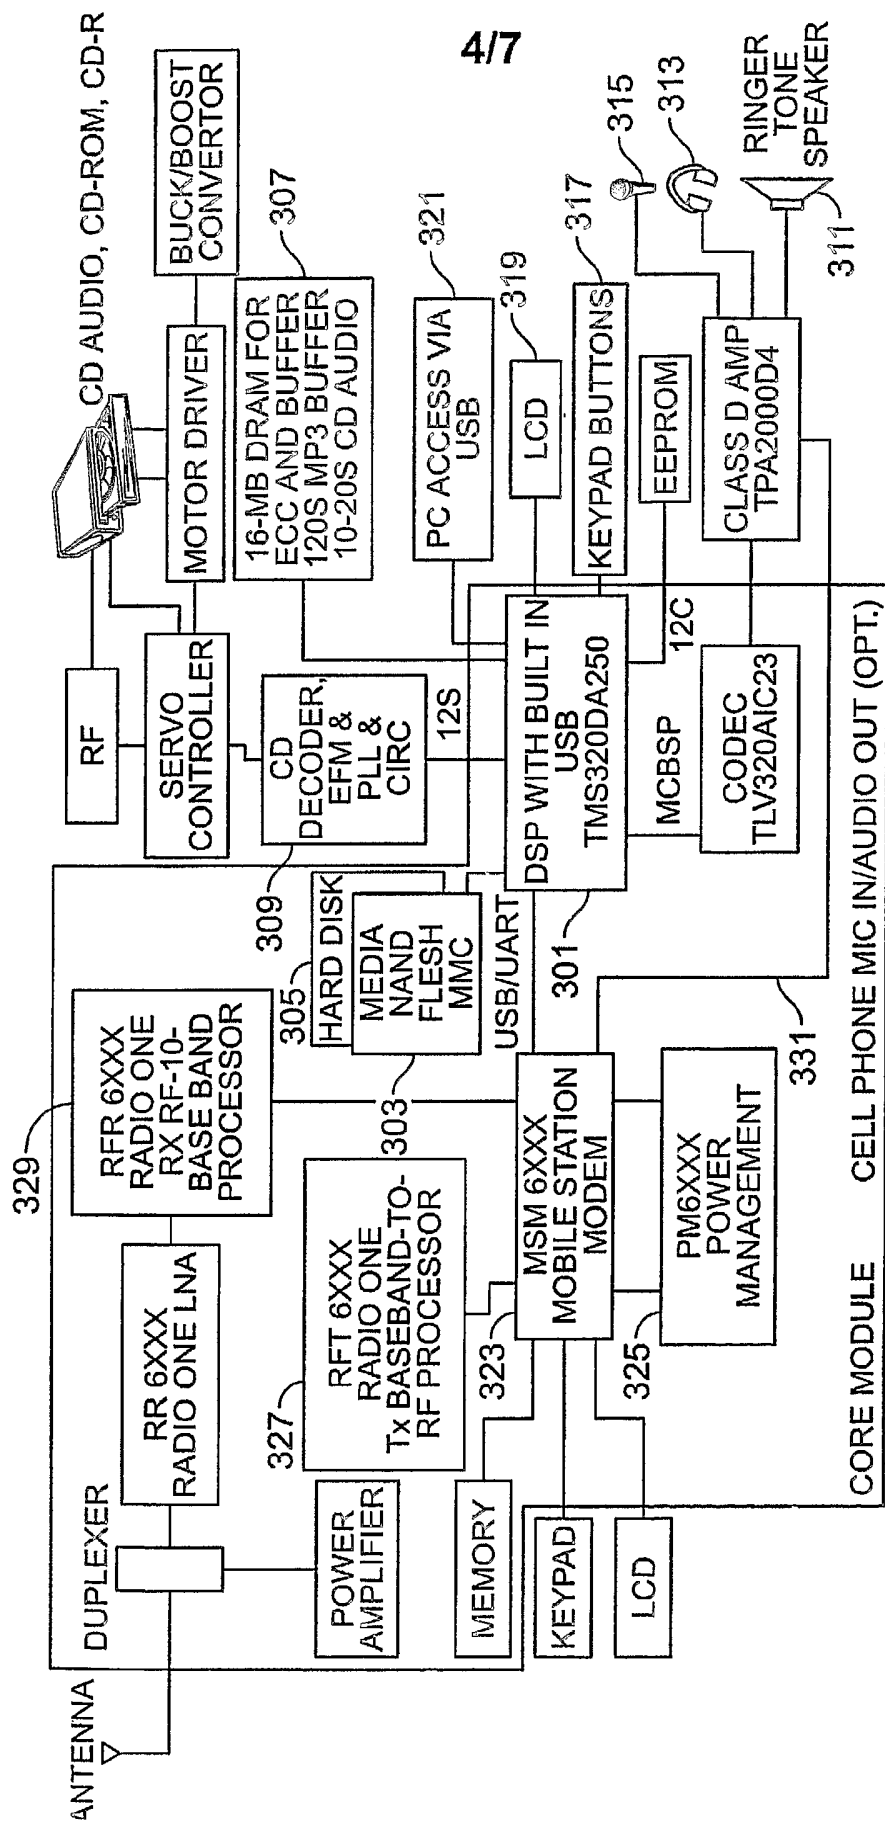 4/7
ANTENNA
DUPLEXER
RR 6XXX
RADIO ONE LNA
329
RFR 6XXX
RADIO ONE
RX RF-10-
BASE BAND
PROCESSOR
POWER
AMPLIFIER
327
RFT 6XXX
RADIO ONE
Tx BASEBAND-TO-
RF PROCESSOR
303
305
HARD DISK
MEDIA
NAND
FLESH
MMC
MEMORY
KEYPAD
LCD
323
MSM 6XXX
MOBILE STATION
MODEM
325
PM6XXX
POWER
MANAGEMENT
USB/UART
301
331
CORE MODULE
CELL PHONE MIC IN/AUDIO OUT (OPT.)
RF
SERVO
CONTROLLER
309
CD
DECODER,
EFM &
PLL &
CIRC
12S
DSP WITH BUILT IN
USB
TMS320DA250
MCBSP
12C
CODEC
TLV320AIC23
CD AUDIO, CD-ROM, CD-R
MOTOR DRIVER
BUCK/BOOST
CONVERTOR
307
16-MB DRAM FOR
ECC AND BUFFER
120S MP3 BUFFER
10-20S CD AUDIO
321
PC ACCESS VIA
USB
319
LCD
317
KEYPAD BUTTONS
EEPROM
CLASS D AMP
TPA2000D4
315
313
RINGER
TONE
SPEAKER
311